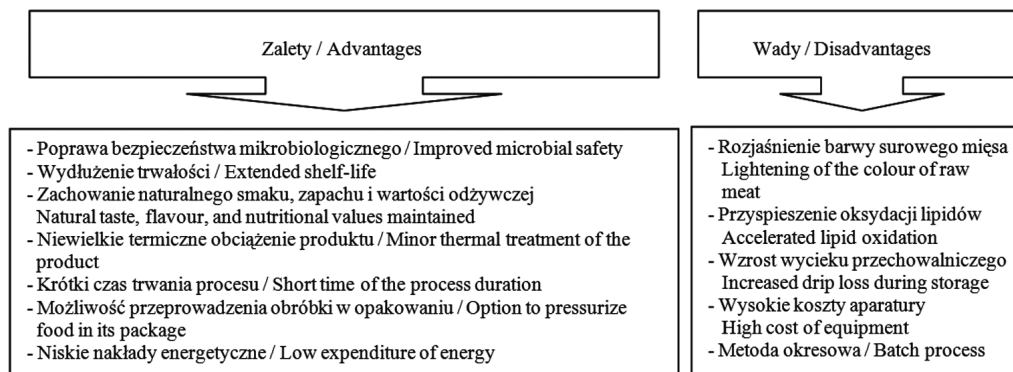 Zalety / Advantages
- Poprawa bezpieczeństwa mikrobiologicznego / Improved microbial safety
- Wydłużenie trwałości / Extended shelf-life
- Zachowanie naturalnego smaku, zapachu i wartości odżywczej
Natural taste, flavour, and nutritional values maintained
- Niewielkie termiczne obciążenie produktu / Minor thermal treatment of the
product
- Krótki czas trwania procesu / Short time of the process duration
- Możliwość przeprowadzenia obróbki w opakowaniu / Option to pressurize
food in its package
- Niskie nakłady energetyczne / Low expenditure of energy
Wady / Disadvantages
- Rozjaśnienie barwy surowego mięsa
Lightening of the colour of raw
meat
- Przyspieszenie oksydacji lipidów
Accelerated lipid oxidation
- Wzrost wycieku przechowalniczego
Increased drip loss during storage
- Wysokie koszty aparatury
High cost of equipment
- Metoda okresowa / Batch process